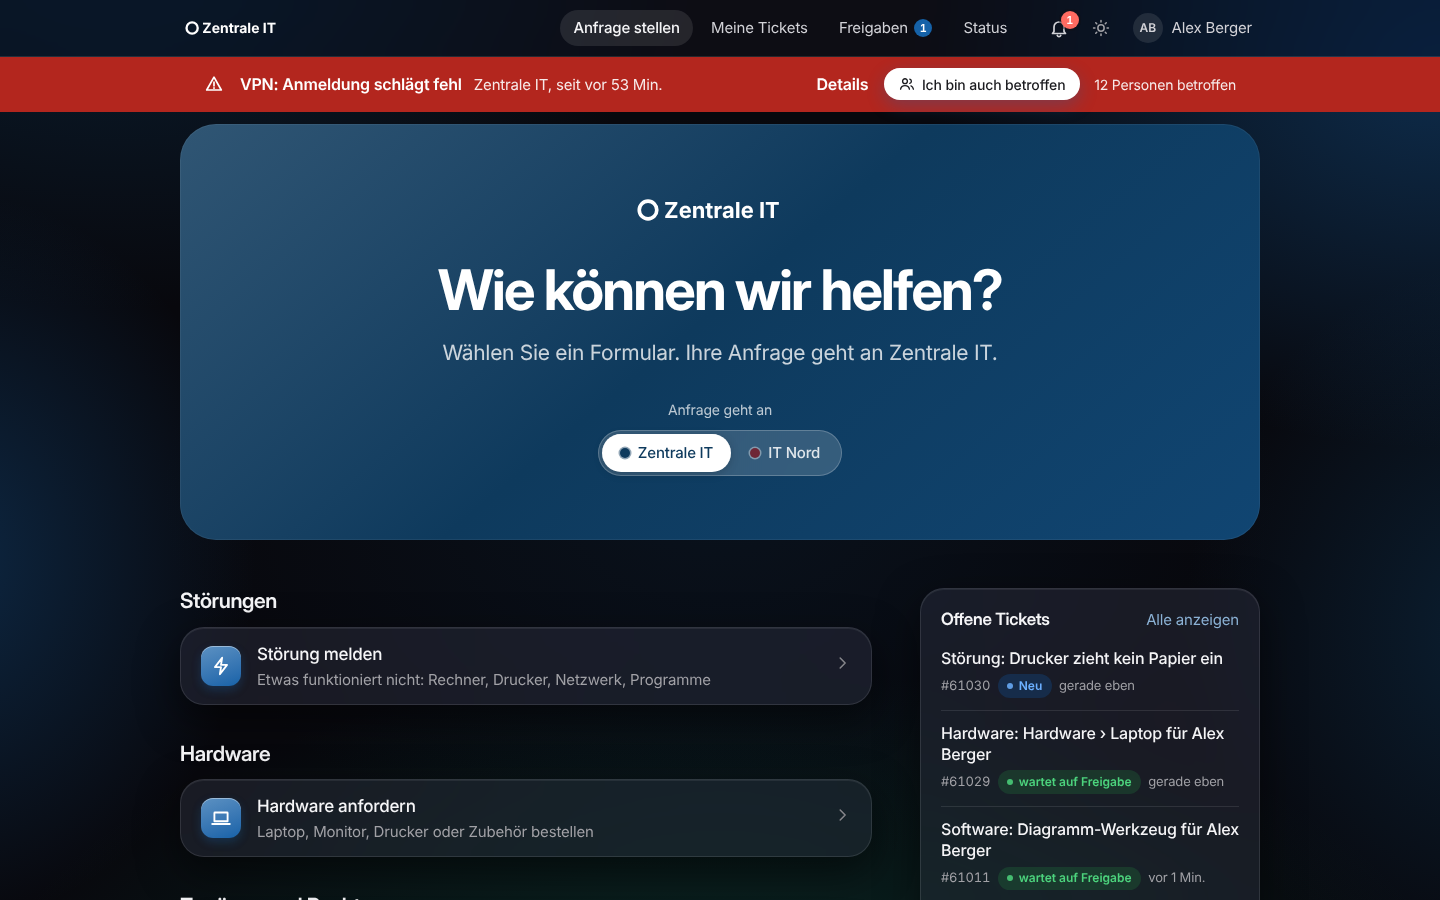 Zentrale IT
Anfrage stellen
Meine Tickets
Freigaben 1
Status
1
AB Alex Berger
VPN: Anmeldung schlägt fehl Zentrale IT, seit vor 53 Min.
Details
Ich bin auch betroffen
12 Personen betroffen
Zentrale IT
Wie können wir helfen?
Wählen Sie ein Formular. Ihre Anfrage geht an Zentrale IT.
Anfrage geht an
Zentrale IT
IT Nord
Störungen
Störung melden
Etwas funktioniert nicht: Rechner, Drucker, Netzwerk, Programme
Hardware
Hardware anfordern
Laptop, Monitor, Drucker oder Zubehör bestellen
Offene Tickets
Alle anzeigen
Störung: Drucker zieht kein Papier ein
#61030 Neu gerade eben
Hardware: Hardware › Laptop für Alex
Berger
#61029 wartet auf Freigabe gerade eben
Software: Diagramm-Werkzeug für Alex
Berger
#61011 wartet auf Freigabe vor 1 Min.